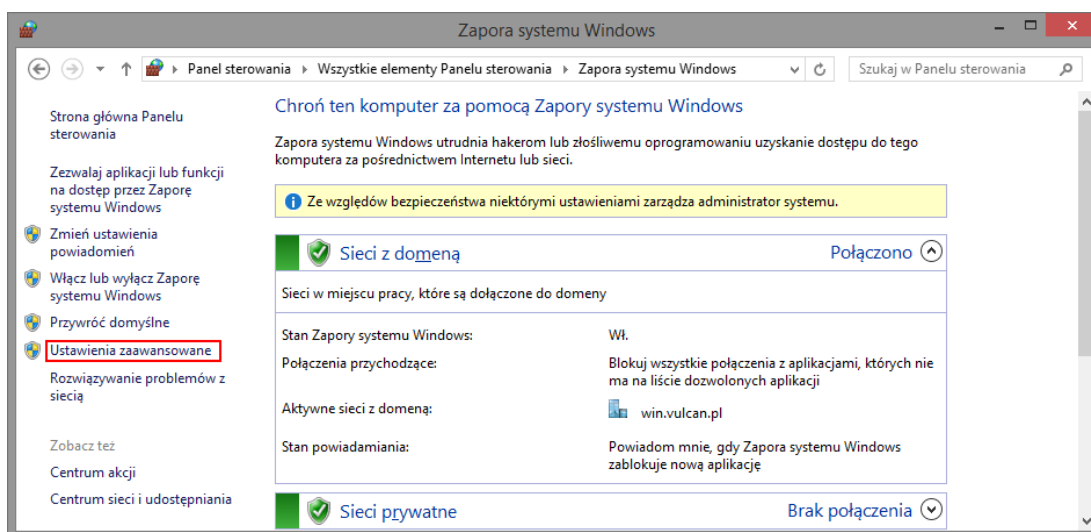 Zapora systemu Windows
Panel sterowania
Wszystkie elementy Panelu sterowania
Zapora systemu Windows
Szukaj w Panelu sterowania
Strona główna Panelu
sterowania
Zezwalaj aplikacji lub funkcji
na dostęp przez Zaporę
systemu Windows
Zmień ustawienia
powiadomień
Włącz lub wyłącz Zaporę
systemu Windows
Przywróć domyślne
Ustawienia zaawansowane
Rozwiązywanie problemów z
siecią
Zobacz też
Centrum akcji
Centrum sieci i udostępniania
Chroń ten komputer za pomocą Zapory systemu Windows
Zapora systemu Windows utrudnia hakerom lub złośliwemu oprogramowaniu uzyskanie dostępu do tego
komputera za pośrednictwem Internetu lub sieci.
Ze względów bezpieczeństwa niektórymi ustawieniami zarządza administrator systemu.
Sieci z domeną
Połączono
Sieci w miejscu pracy, które są dołączone do domeny
Stan Zapory systemu Windows:
Wł.
Połączenia przychodzące:
Blokuj wszystkie połączenia z aplikacjami, których nie
ma na liście dozwolonych aplikacji
Aktywne sieci z domeną:
win.vulcan.pl
Stan powiadamiania:
Powiadom mnie, gdy Zapora systemu Windows
zablokuje nową aplikację
Sieci prywatne
Brak połączenia